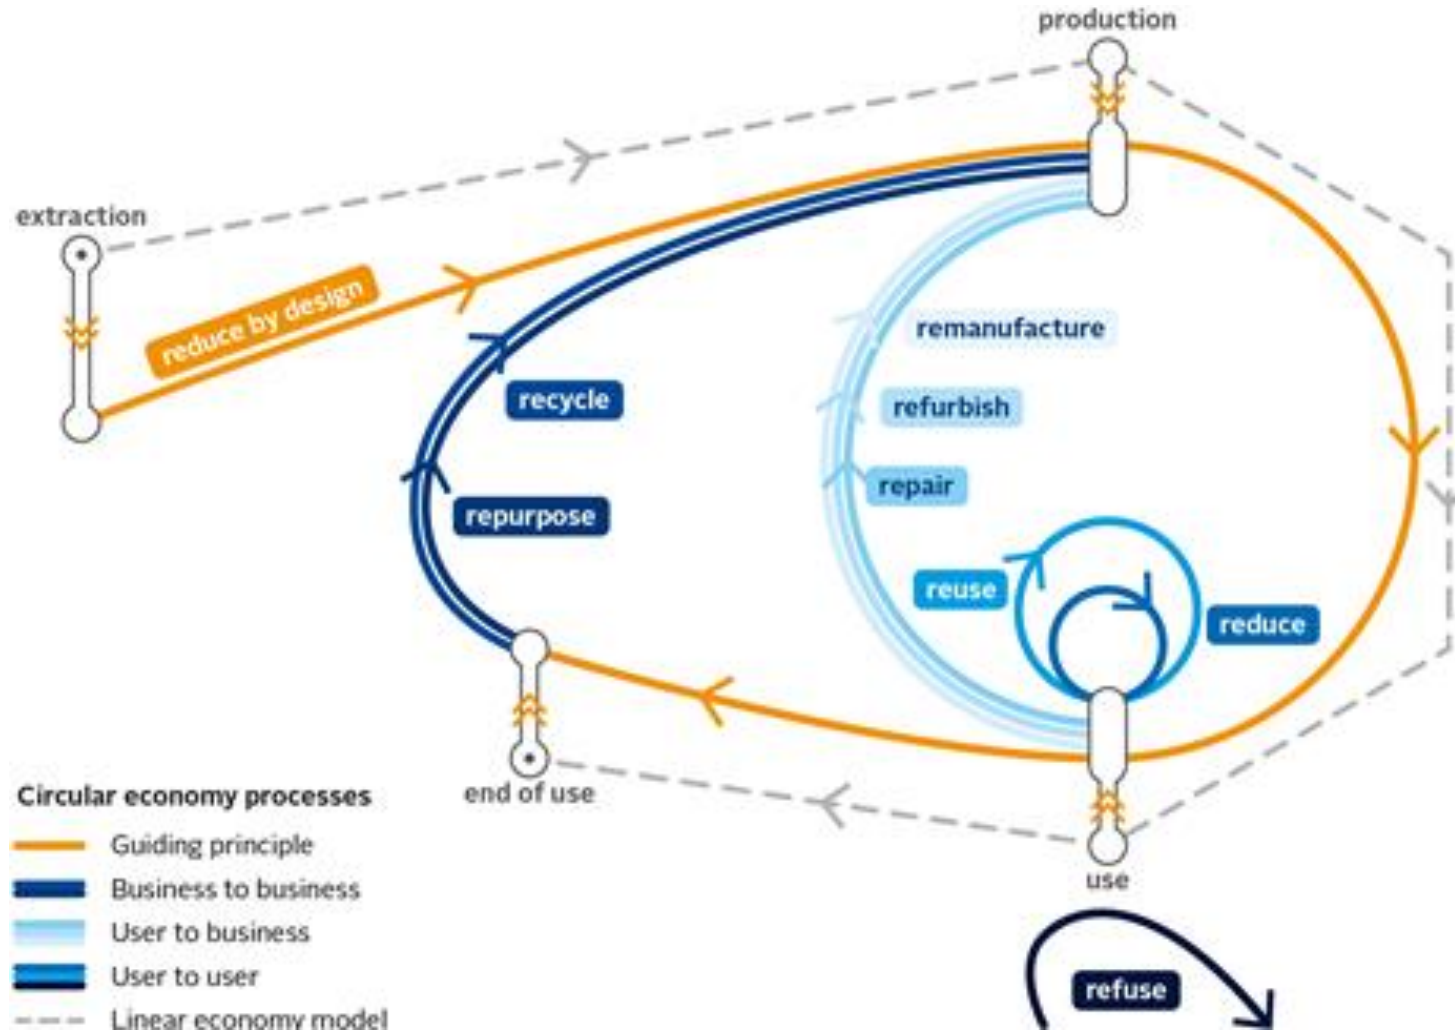 production
extraction
reduce by design
remanufacture
recycle
refurbish
repair
repurpose
reuse
reduce
end of use
use
refuse
Circular economy processes
Guiding principle
Business to business
User to business
User to user
Linear economy model